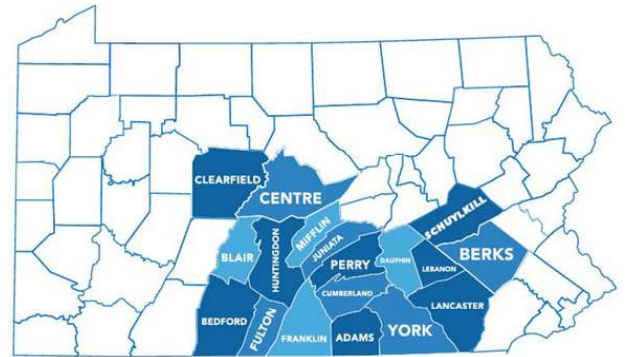 CLEARFIELD
CENTRE
SCHUYLKILL
MIFFLIN
JUNIATA
BLAIR
HUNTINGDON
PERRY
DAUPHIN
LEBANON
BERKS
CUMBERLAND
LANCASTER
BEDFORD
FULTON
FRANKLIN
ADAMS
YORK